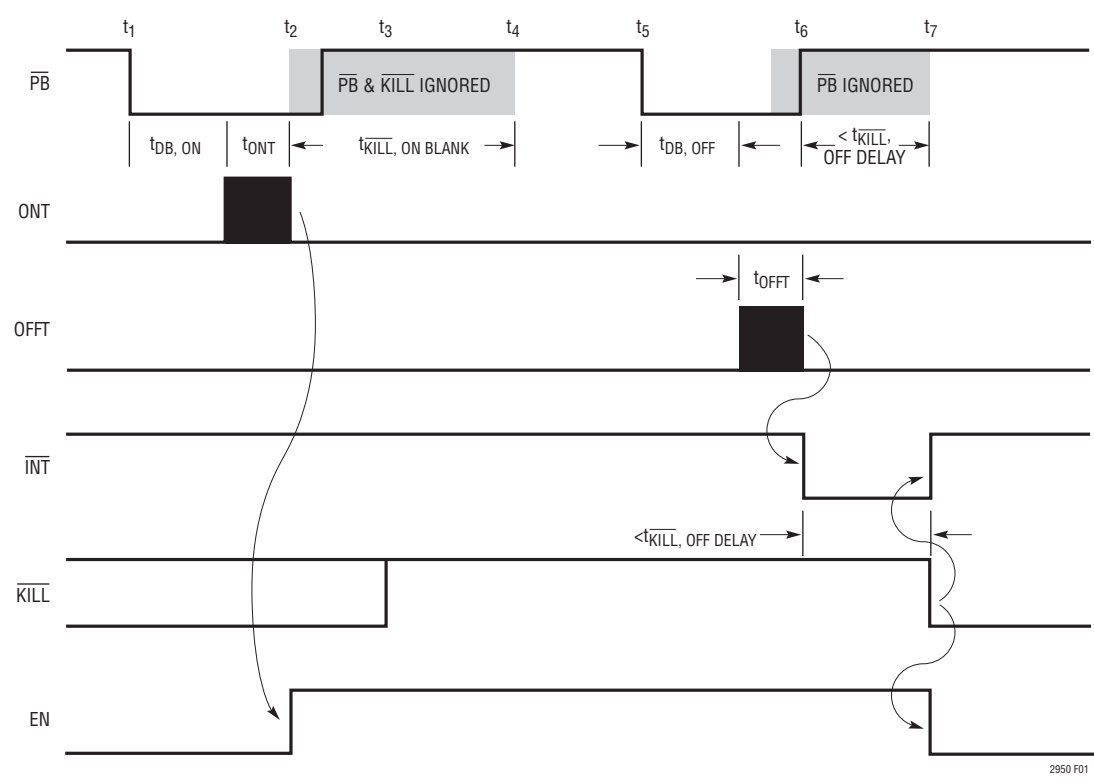 t1 t2 t3 t4 t5 t6 t7
PB
PB & KILL IGNORED
PB IGNORED
tDB, ON
tONT
tKILL, ON BLANK
tDB, OFF
< tKILL,
OFF DELAY
ONT
tOFFT
OFFT
INT
<tKILL, OFF DELAY
KILL
EN
2950 F01